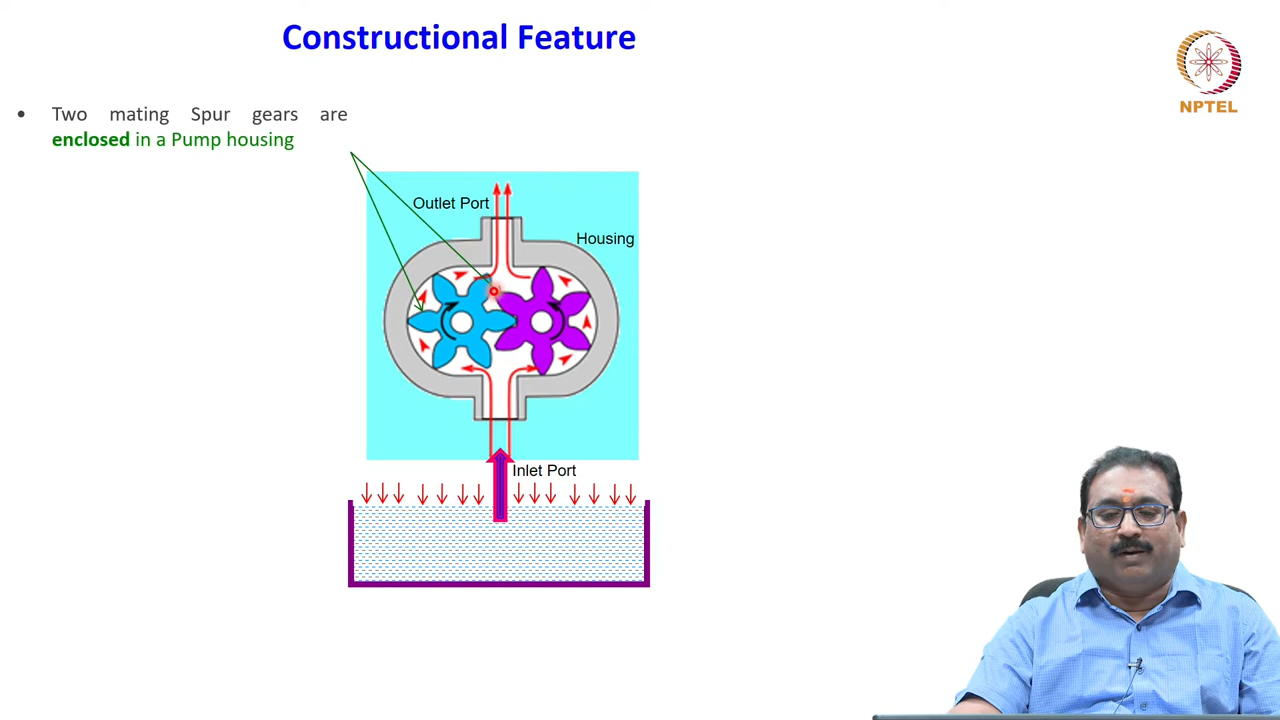 Constructional Feature
NPTEL
• Two mating Spur gears are
enclosed in a Pump housing
Outlet Port
Housing
Inlet Port